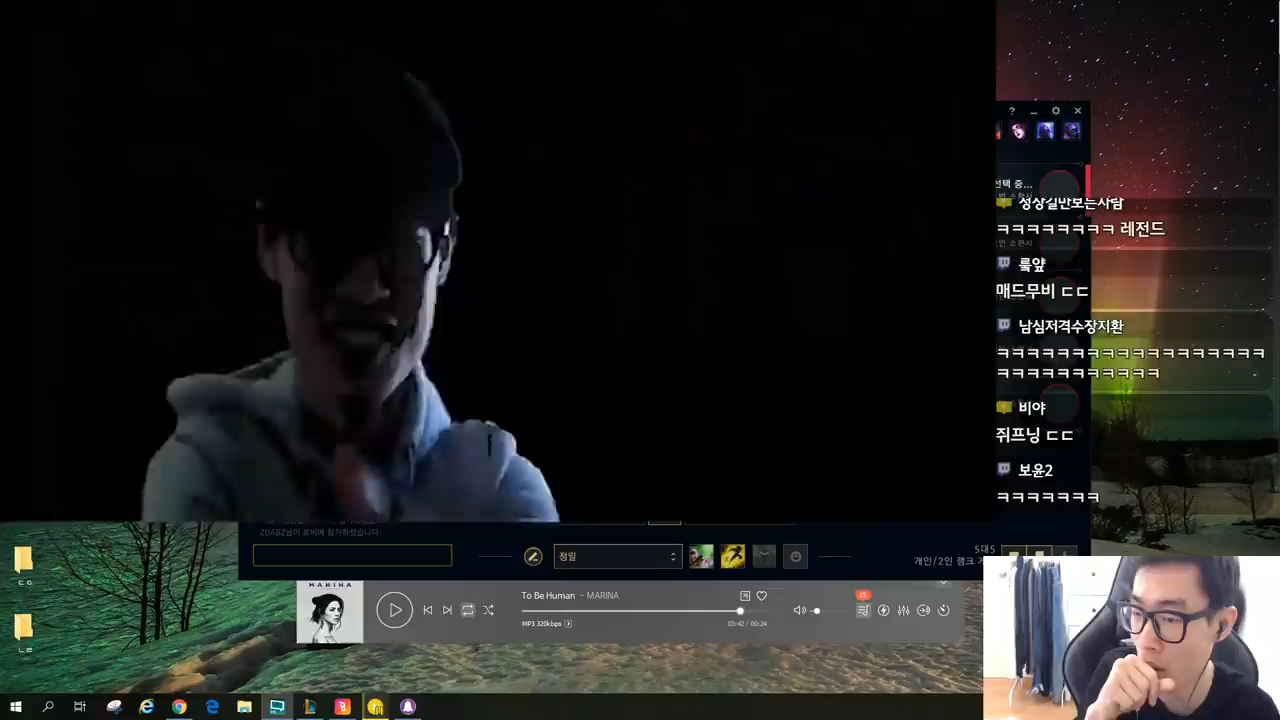 선택 중...
성상길만보는사람
ㅋㅋㅋㅋㅋㅋㅋㅋ 레전드
룩얖
매드무비 ㄷㄷ
남심저격수장지환
ㅋㅋㅋㅋㅋㅋㅋㅋㅋㅋㅋㅋㅋㅋㅋㅋㅋㅋ
ㅋㅋㅋㅋㅋㅋㅋㅋㅋㅋㅋ
비야
쥐프닝 ㄷㄷ
보윤2
ㅋㅋㅋㅋㅋㅋㅋ
ZDABZ님이 로비에 참가하셨습니다.
정밀
5대5
개인/2인 랭크
MARINA
To Be Human – MARINA
15
MP3 320kbps
03:42 / 00:24